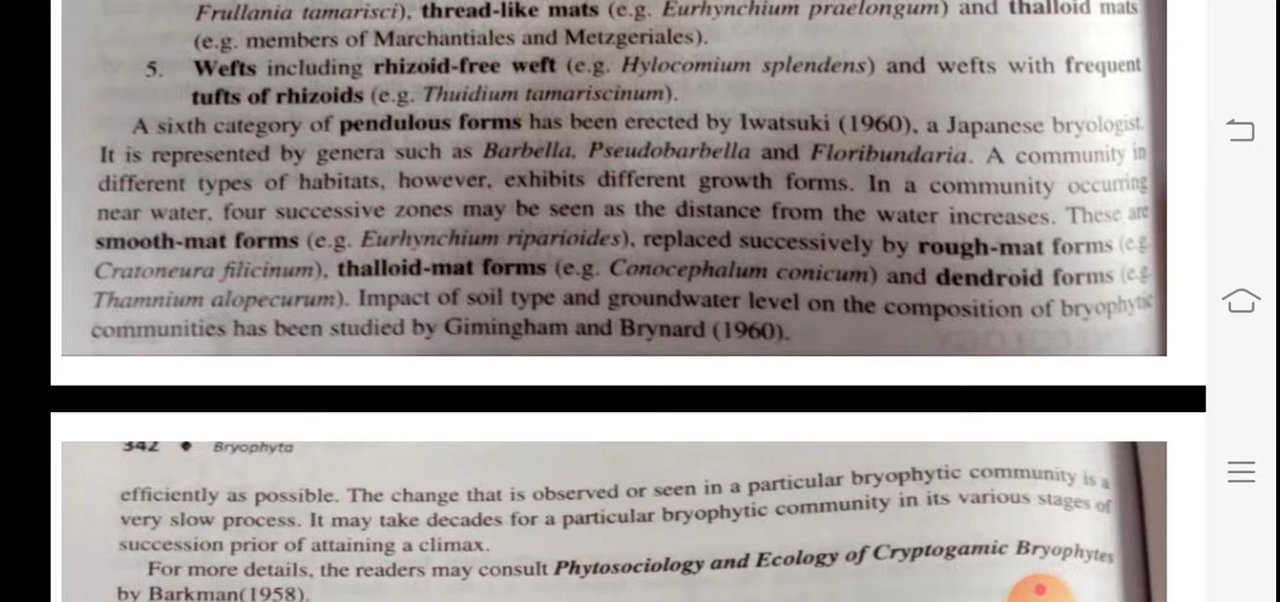 Frullania tamarisci), thread-like mats (e.g. Eurhynchium praelongum) and thalloid mats
(e.g. members of Marchantiales and Metzgeriales).
5. Wefts including rhizoid-free weft (e.g. Hylocomium splendens) and wefts with frequent
tufts of rhizoids (e.g. Thuidium tamariscinum).
A sixth category of pendulous forms has been erected by Iwatsuki (1960), a Japanese bryologist.
It is represented by genera such as Barbella, Pseudobarbella and Floribundaria. A community in
different types of habitats, however, exhibits different growth forms. In a community occurring
near water, four successive zones may be seen as the distance from the water increases. These are
smooth-mat forms (e.g. Eurhynchium riparioides), replaced successively by rough-mat forms (e.g.
Cratoneura filicinum), thalloid-mat forms (e.g. Conocephalum conicum) and dendroid forms (e.g.
Thamnium alopecurum). Impact of soil type and groundwater level on the composition of bryophytic
communities has been studied by Gimingham and Brynard (1960).
342 • Bryophyta
efficiently as possible. The change that is observed or seen in a particular bryophytic community is a
very slow process. It may take decades for a particular bryophytic community in its various stages of
succession prior of attaining a climax.
For more details, the readers may consult Phytosociology and Ecology of Cryptogamic Bryophytes
by Barkman(1958).